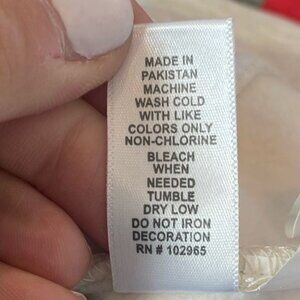 MADE IN
PAKISTAN
MACHINE
WASH COLD
WITH LIKE
COLORS ONLY
NON-CHLORINE
BLEACH
WHEN
NEEDED
TUMBLE
DRY LOW
DO NOT IRON
DECORATION
RN # 102965